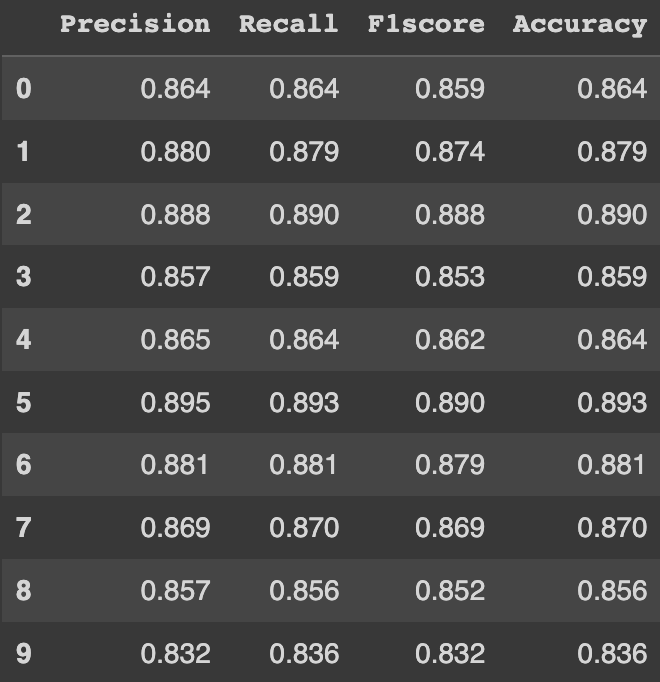 Precision Recall F1score Accuracy
0 0.864 0.864 0.859 0.864
1 0.880 0.879 0.874 0.879
2 0.888 0.890 0.888 0.890
3 0.857 0.859 0.853 0.859
4 0.865 0.864 0.862 0.864
5 0.895 0.893 0.890 0.893
6 0.881 0.881 0.879 0.881
7 0.869 0.870 0.869 0.870
8 0.857 0.856 0.852 0.856
9 0.832 0.836 0.832 0.836